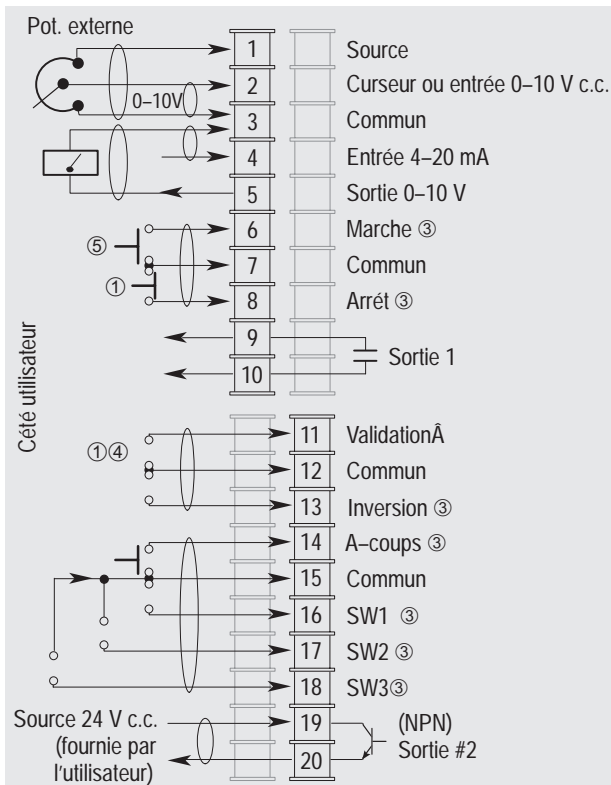 Pot. externe
1 Source
2 Curseur ou entrée 0–10 V c.c.
0–10V
3 Commun
4 Entrée 4–20 mA
5 Sortie 0–10 V
6 Marche ③
⑤
7 Commun
①
8 Arrét ③
9
Sortie 1
10
Cété utilisateur
11 ValidationÂ
①④
12 Commun
13 Inversion ③
14 A–coups ③
15 Commun
16 SW1 ③
17 SW2 ③
18 SW3③
Source 24 V c.c.
(fournie par
l'utilisateur)
19 (NPN)
Sortie #2
20